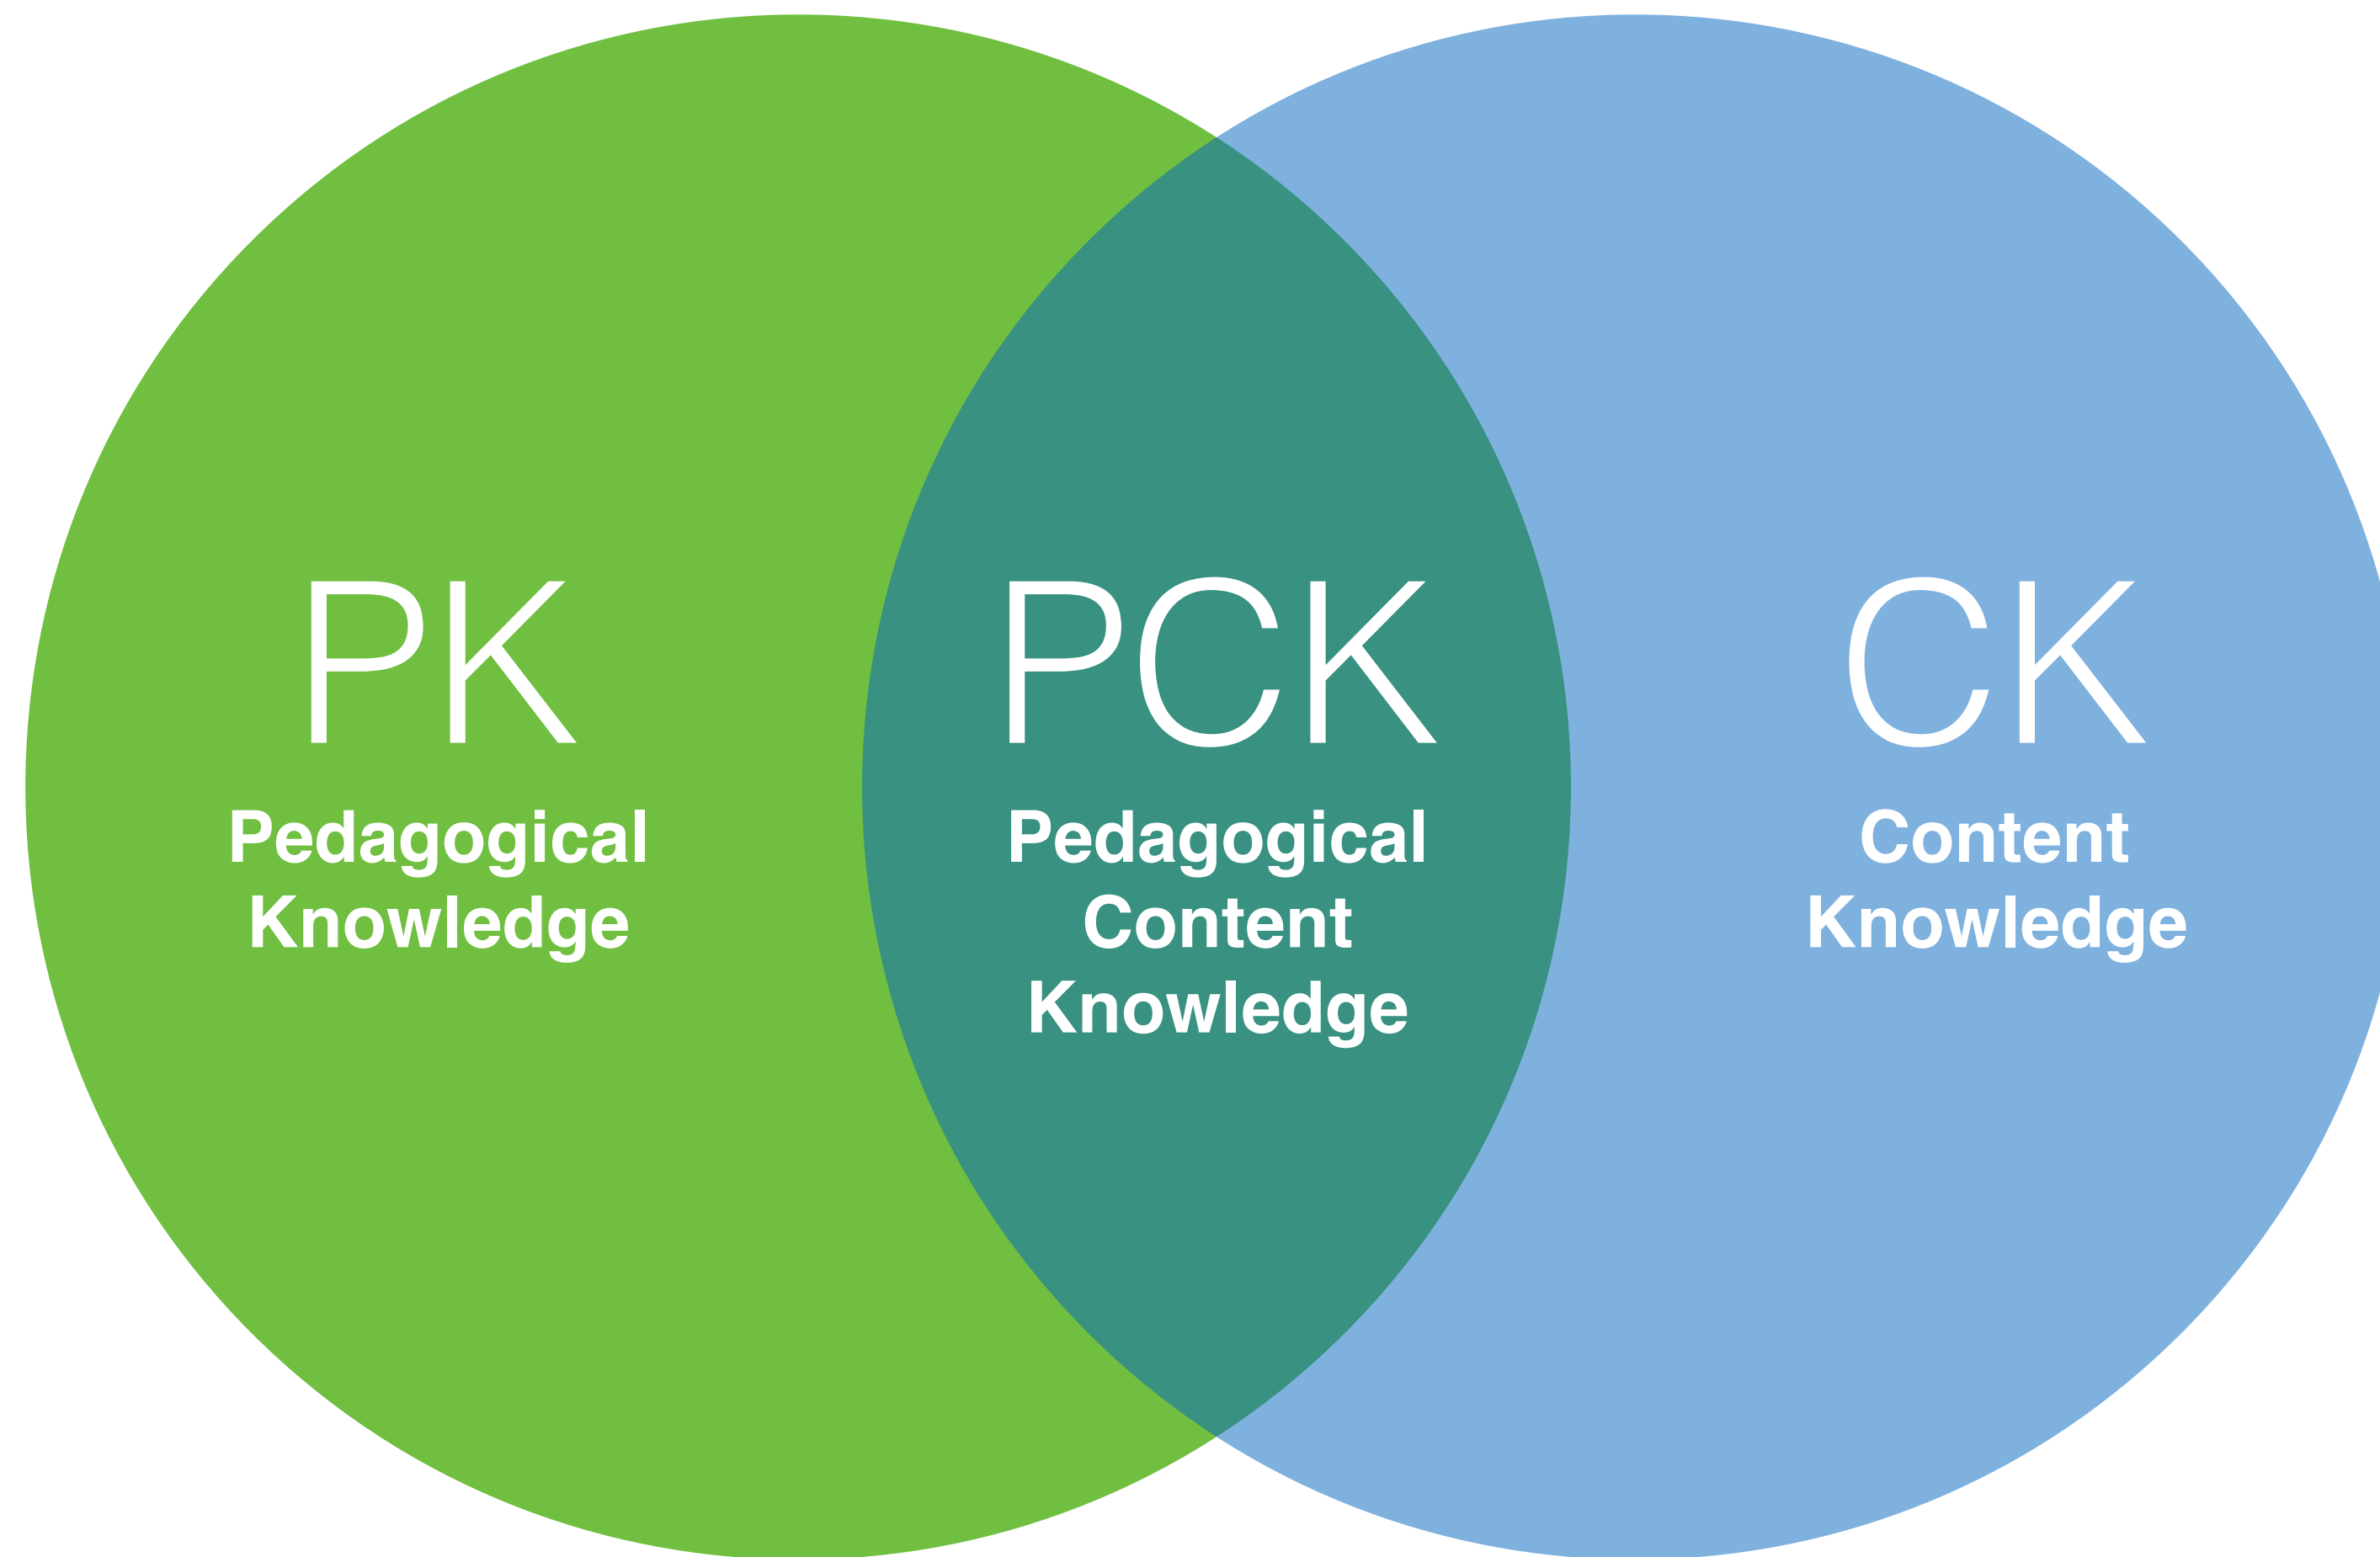 PK
Pedagogical
Knowledge
PCK
Pedagogical
Content
Knowledge
CK
Content
Knowledge